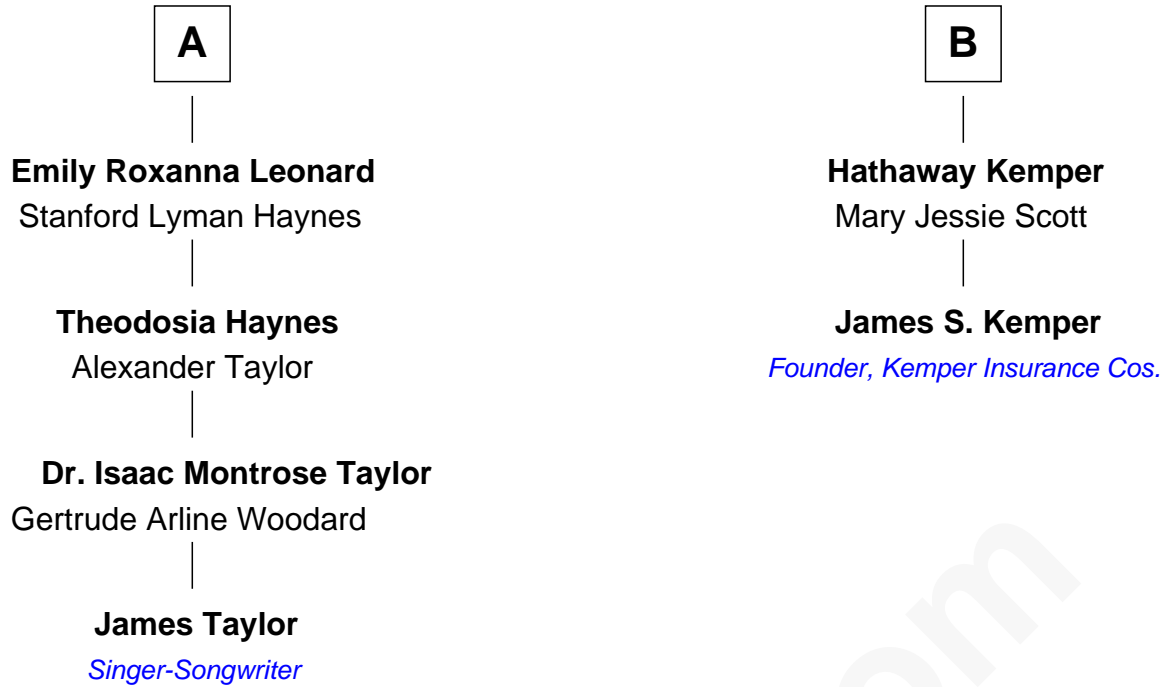 A
Emily Roxanna Leonard
Stanford Lyman Haynes
Theodosia Haynes
Alexander Taylor
Dr. Isaac Montrose Taylor
Gertrude Arline Woodard
James Taylor
Singer-Songwriter
B
Hathaway Kemper
Mary Jessie Scott
James S. Kemper
Founder, Kemper Insurance Cos.
om